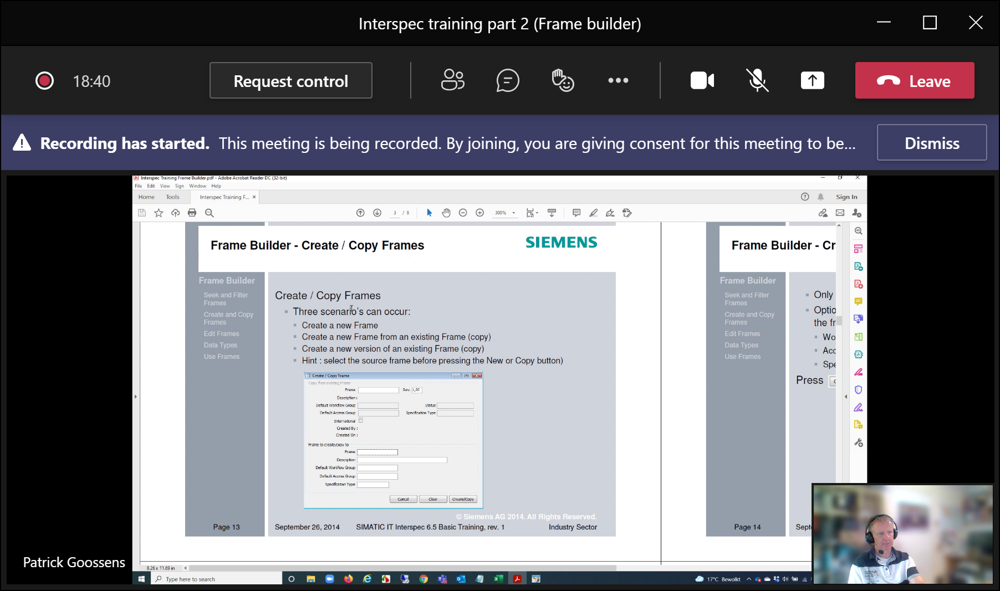 Interspec training part 2 (Frame builder)
18:40
Request control
Leave
Recording has started. This meeting is being recorded. By joining, you are giving consent for this meeting to be...
Dismiss
Interspec Training Frame Builder.pdf - Adobe Acrobat Reader DC (32-bit)
File Edit View Sign Window Help
Home Tools Interspec Training F... ×
Sign In
3 / 8
300%
Frame Builder - Create / Copy Frames
SIEMENS
Frame Builder
Seek and Filter
Frames
Create and Copy
Frames
Edit Frames
Data Types
Use Frames
Create / Copy Frames
Three scenario's can occur:
Create a new Frame
Create a new Frame from an existing Frame (copy)
Create a new version of an existing Frame (copy)
Hint : select the source frame before pressing the New or Copy button)
Create / Copy Frame
Copy from existing Frame
Frame
Rev. 1,00
Description :
Default Workflow Group
Status
Default Access Group
Specification Type
International
Created By :
Created On :
Frame to create/copy to
Frame
Description
Default Workflow Group
Default Access Group
Specification Type
Cancel
Clear
Create/Copy
© Siemens AG 2014. All Rights Reserved.
Page 13
September 26, 2014
SIMATIC IT Interspec 6.5 Basic Training, rev. 1
Industry Sector
Frame Builder - Cr
Frame Builder
Seek and Filter
Frames
Create and Copy
Frames
Edit Frames
Data Types
Use Frames
Only
Optio
the fr
Wo
Acc
Spe
Press
Page 14
Sept
Patrick Goossens
8.26 x 11.69 in
Type here to search
17°C Bewolkt